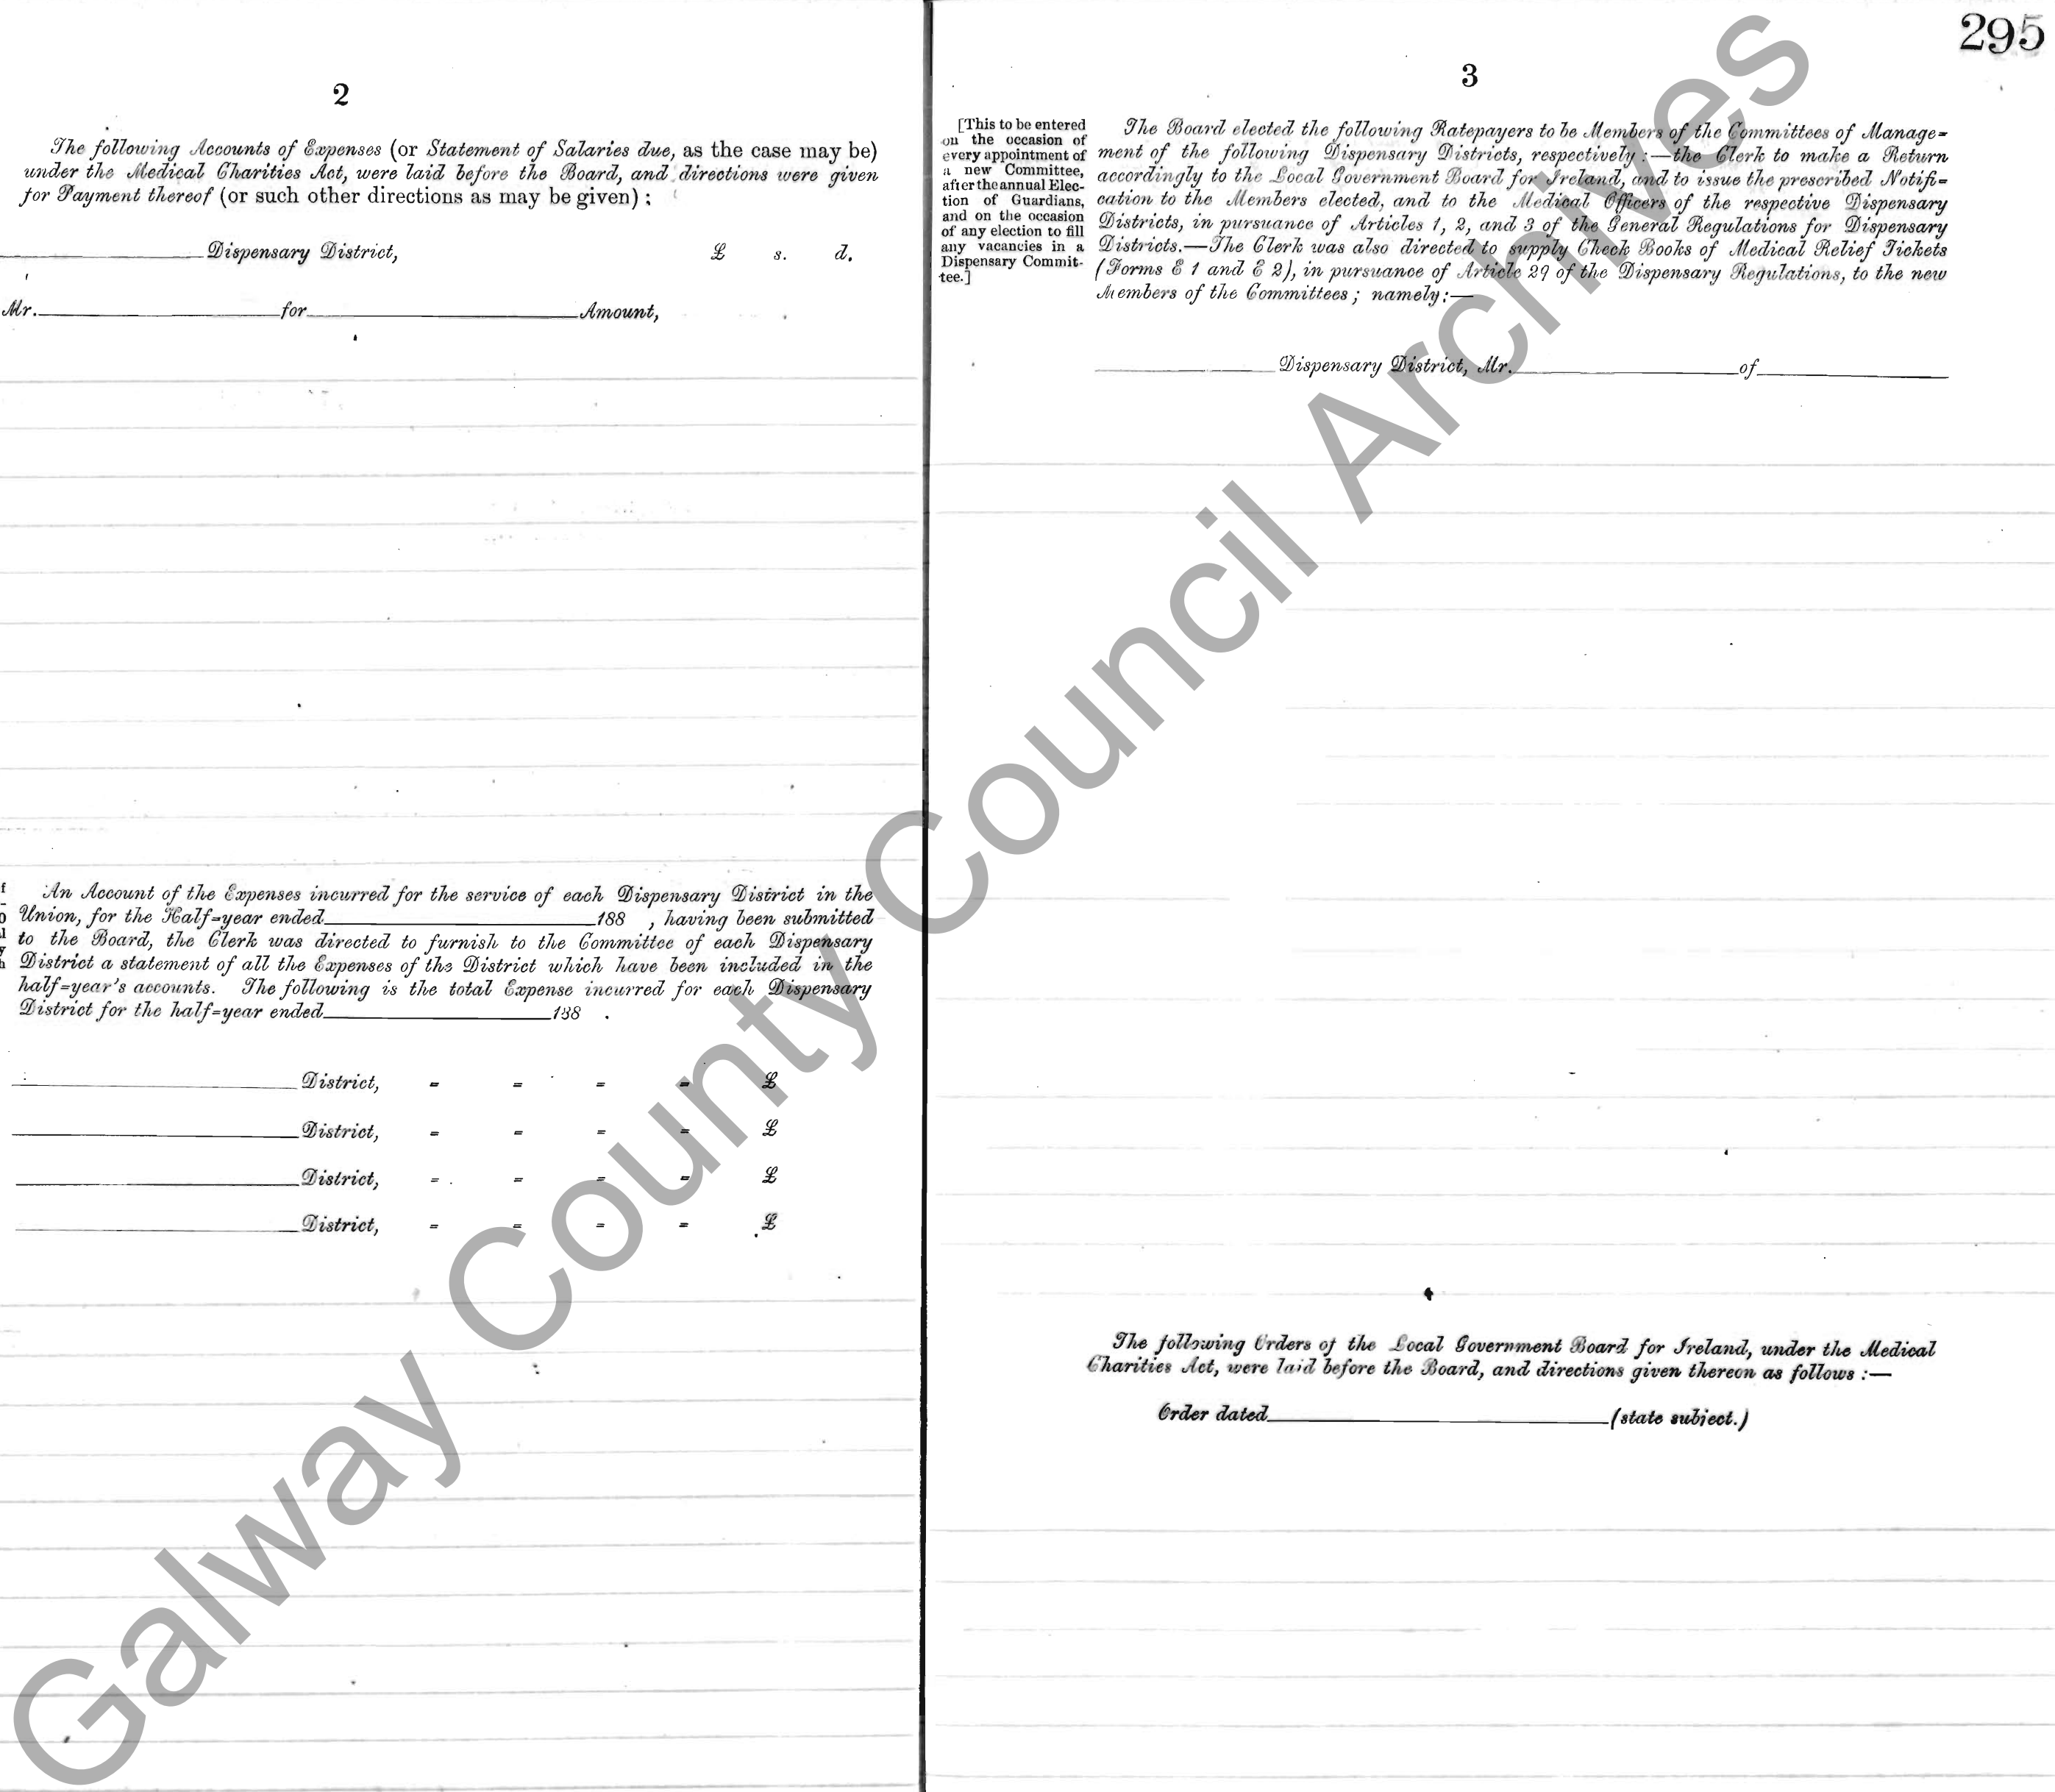 2
The following Accounts of Expenses (or Statement of Salaries due, as the case may be)
under the Medical Charities Act, were laid before the Board, and directions were given
for Payment thereof (or such other directions as may be given) ;
Dispensary District, £ s. d.
Mr. for Amount,
An Account of the Expenses incurred for the service of each Dispensary District in the
Union, for the Half=year ended 188 , having been submitted
to the Board, the Clerk was directed to furnish to the Committee of each Dispensary
District a statement of all the Expenses of the District which have been included in the
half=year's accounts. The following is the total Expense incurred for each Dispensary
District for the half=year ended 188 .
District, = = = = £
District, = = = = £
District, = = = = £
District, = = = = £
295
3
[This to be entered
on the occasion of
every appointment of
a new Committee,
after the annual Elec-
tion of Guardians,
and on the occasion
of any election to fill
any vacancies in a
Dispensary Commit-
tee.]
The Board elected the following Ratepayers to be Members of the Committees of Manage=
ment of the following Dispensary Districts, respectively :—the Clerk to make a Return
accordingly to the Local Government Board for Ireland, and to issue the prescribed Notifi=
cation to the Members elected, and to the Medical Officers of the respective Dispensary
Districts, in pursuance of Articles 1, 2, and 3 of the General Regulations for Dispensary
Districts.—The Clerk was also directed to supply Check Books of Medical Relief Tickets
(Forms E 1 and E 2), in pursuance of Article 29 of the Dispensary Regulations, to the new
Members of the Committees ; namely:—
Dispensary District, Mr. of
The following Orders of the Local Government Board for Ireland, under the Medical
Charities Act, were laid before the Board, and directions given thereon as follows :—
Order dated (state subject.)
Galway County Council Archives